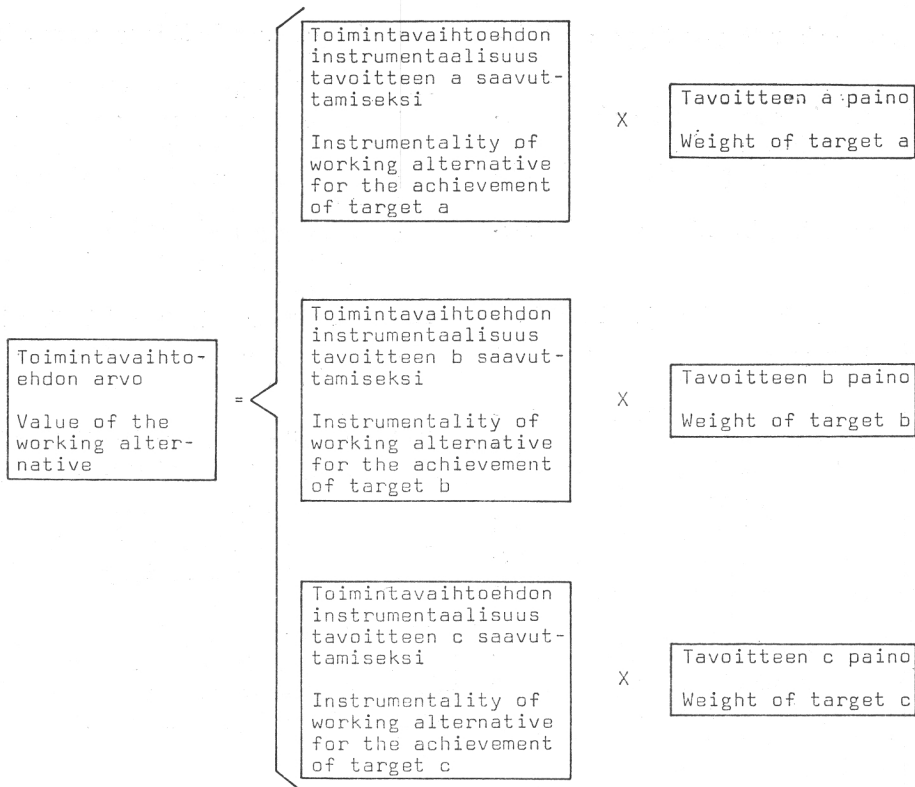 Toimintavaihtoehdon
instrumentaalisuus
tavoitteen a saavut-
tamiseksi
Instrumentality of
working alternative
for the achievement
of target a
X
Tavoitteen a paino
Weight of target a
Toimintavaihto-
ehdon arvo
Value of the
working alter-
native
=
Toimintavaihtoehdon
instrumentaalisuus
tavoitteen b saavut-
tamiseksi
Instrumentality of
working alternative
for the achievement
of target b
X
Tavoitteen b paino
Weight of target b
Toimintavaihtoehdon
instrumentaalisuus
tavoitteen c saavut-
tamiseksi
Instrumentality of
working alternative
for the achievement
of target c
X
Tavoitteen c paino
Weight of target c